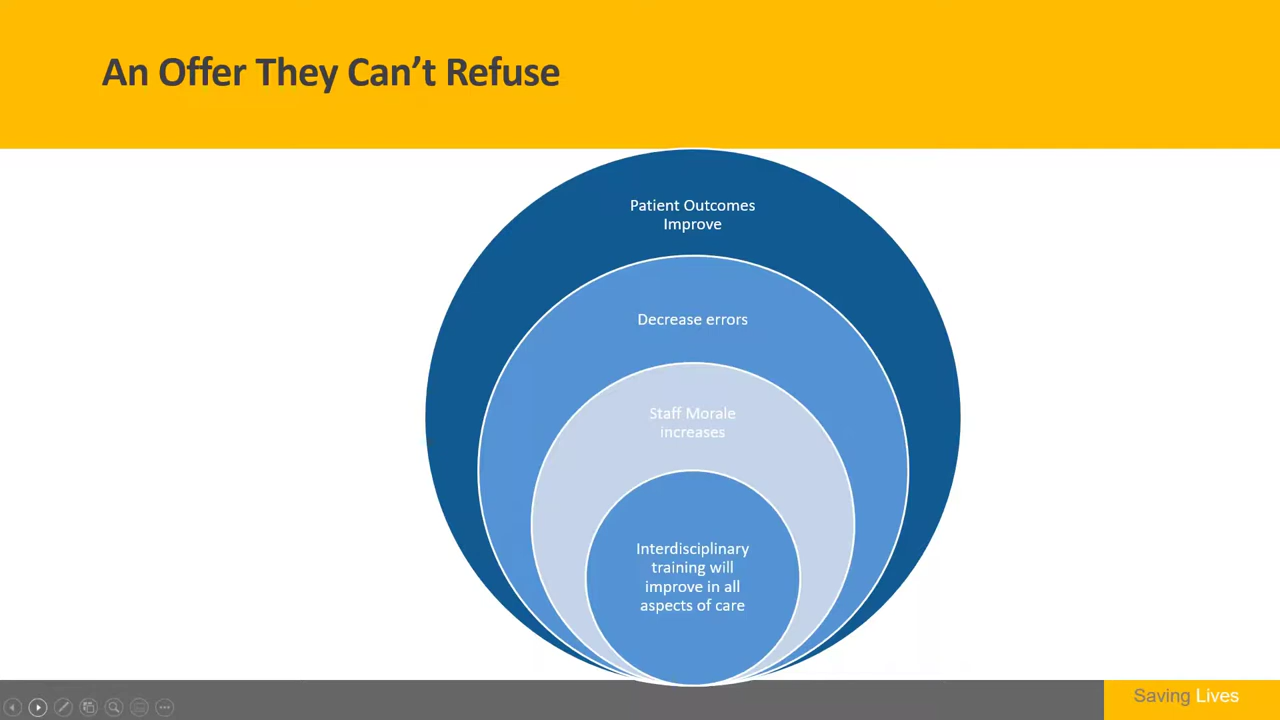 An Offer They Can’t Refuse
Patient Outcomes
Improve
Decrease errors
Staff Morale
increases
Interdisciplinary
training will
improve in all
aspects of care
Saving Lives